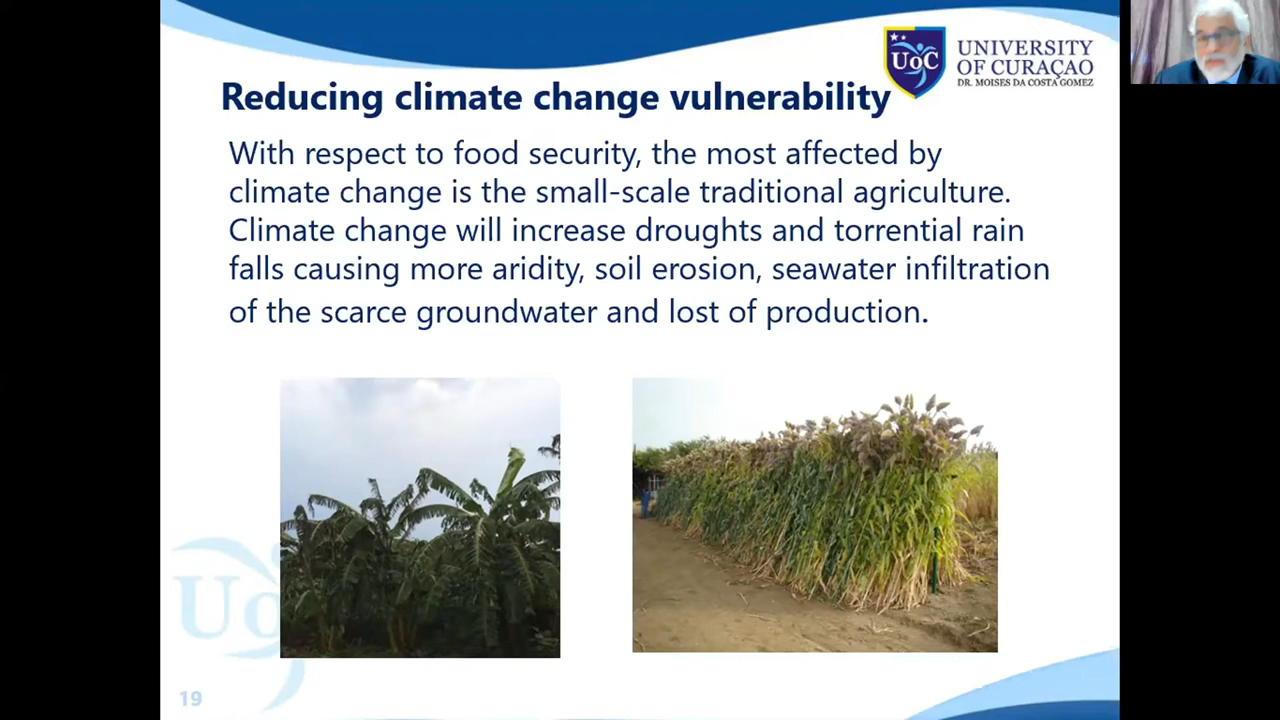 UoC
UNIVERSITY
OF CURAÇAO
DR. MOISES DA COSTA GOMEZ
Reducing climate change vulnerability
With respect to food security, the most affected by
climate change is the small-scale traditional agriculture.
Climate change will increase droughts and torrential rain
falls causing more aridity, soil erosion, seawater infiltration
of the scarce groundwater and lost of production.
UoC
19